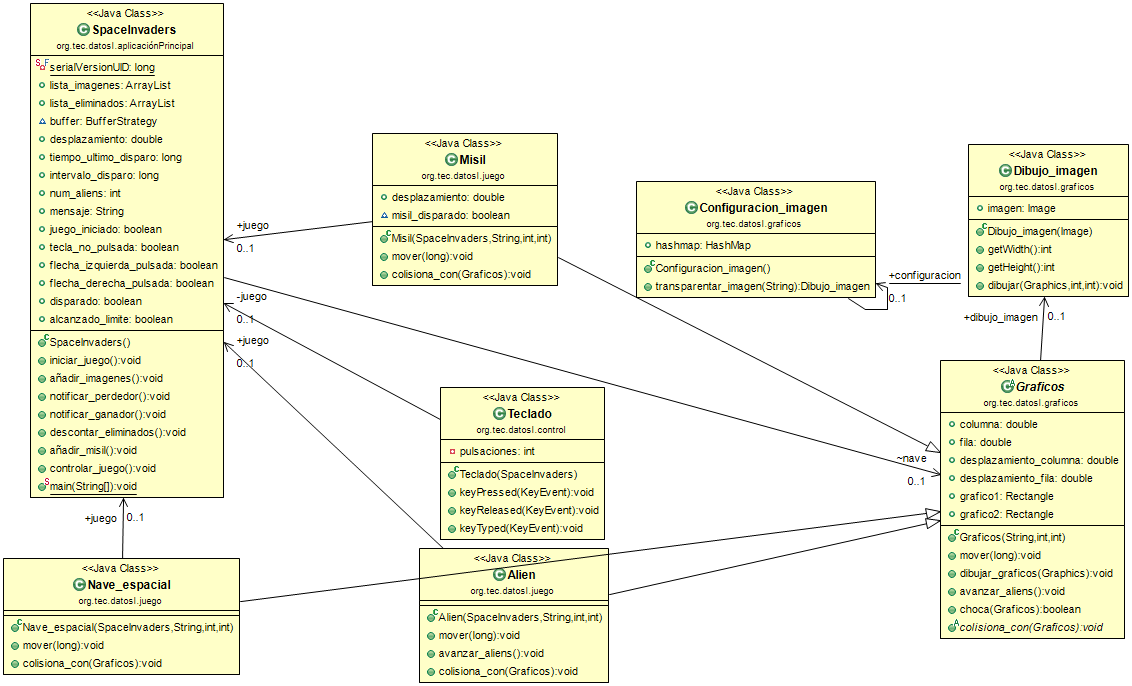 <<Java Class>>
SpaceInvaders
org.tec.datosI.aplicaciónPrincipal
serialVersionUID: long
lista_imagenes: ArrayList
lista_eliminados: ArrayList
buffer: BufferStrategy
desplazamiento: double
tiempo_ultimo_disparo: long
intervalo_disparo: long
num_aliens: int
mensaje: String
juego_iniciado: boolean
tecla_no_pulsada: boolean
flecha_izquierda_pulsada: boolean
flecha_derecha_pulsada: boolean
disparado: boolean
alcanzado_limite: boolean
SpaceInvaders()
iniciar_juego():void
añadir_imagenes():void
notificar_perdedor():void
notificar_ganador():void
descontar_eliminados():void
añadir_misil():void
controlar_juego():void
main(String[]):void
+juego
0..1
-juego
0..1
+juego
0..1
+juego
0..1
<<Java Class>>
Misil
org.tec.datosI.juego
desplazamiento: double
misil_disparado: boolean
Misil(SpaceInvaders,String,int,int)
mover(long):void
colisiona_con(Graficos):void
<<Java Class>>
Configuracion_imagen
org.tec.datosI.graficos
hashmap: HashMap
Configuracion_imagen()
transparentar_imagen(String):Dibujo_imagen
+configuracion
0..1
<<Java Class>>
Dibujo_imagen
org.tec.datosI.graficos
imagen: Image
Dibujo_imagen(Image)
getWidth():int
getHeight():int
dibujar(Graphics,int,int):void
+dibujo_imagen
0..1
<<Java Class>>
Teclado
org.tec.datosI.control
pulsaciones: int
Teclado(SpaceInvaders)
keyPressed(KeyEvent):void
keyReleased(KeyEvent):void
keyTyped(KeyEvent):void
~nave
0..1
<<Java Class>>
Graficos
org.tec.datosI.graficos
columna: double
fila: double
desplazamiento_columna: double
desplazamiento_fila: double
grafico1: Rectangle
grafico2: Rectangle
Graficos(String,int,int)
mover(long):void
dibujar_graficos(Graphics):void
avanzar_aliens():void
choca(Graficos):boolean
colisiona_con(Graficos):void
<<Java Class>>
Nave_espacial
org.tec.datosI.juego
Nave_espacial(SpaceInvaders,String,int,int)
mover(long):void
colisiona_con(Graficos):void
<<Java Class>>
Alien
org.tec.datosI.juego
Alien(SpaceInvaders,String,int,int)
mover(long):void
avanzar_aliens():void
colisiona_con(Graficos):void